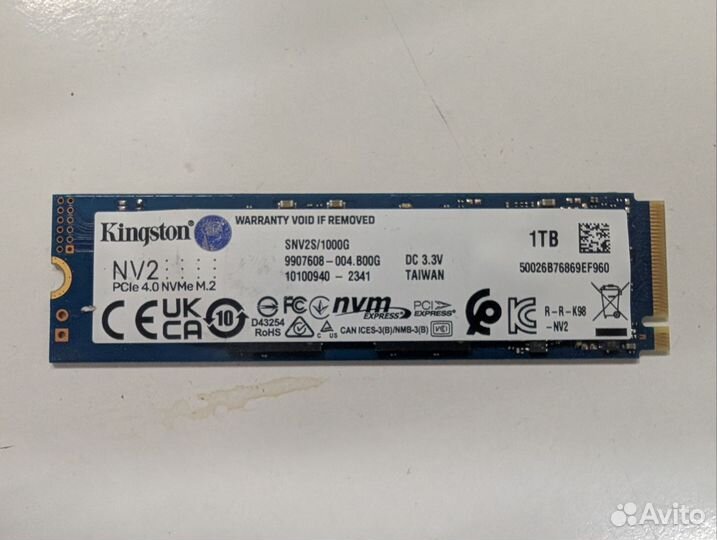 Kingston
WARRANTY VOID IF REMOVED
NV2
PCIe 4.0 NVMe M.2
SNV2S/1000G
9907608-004.B00G
10100940-2341
DC 3.3V
TAIWAN
1TB
50026B76869EF960
CE UK CA 10
D43254
RoHS
FC
C US
nvm
EXPRESS
PCI
EXPRESS
CAN ICES-3(B)/NMB-3(B)
VCI
R-R-K98
-NV2
Avito